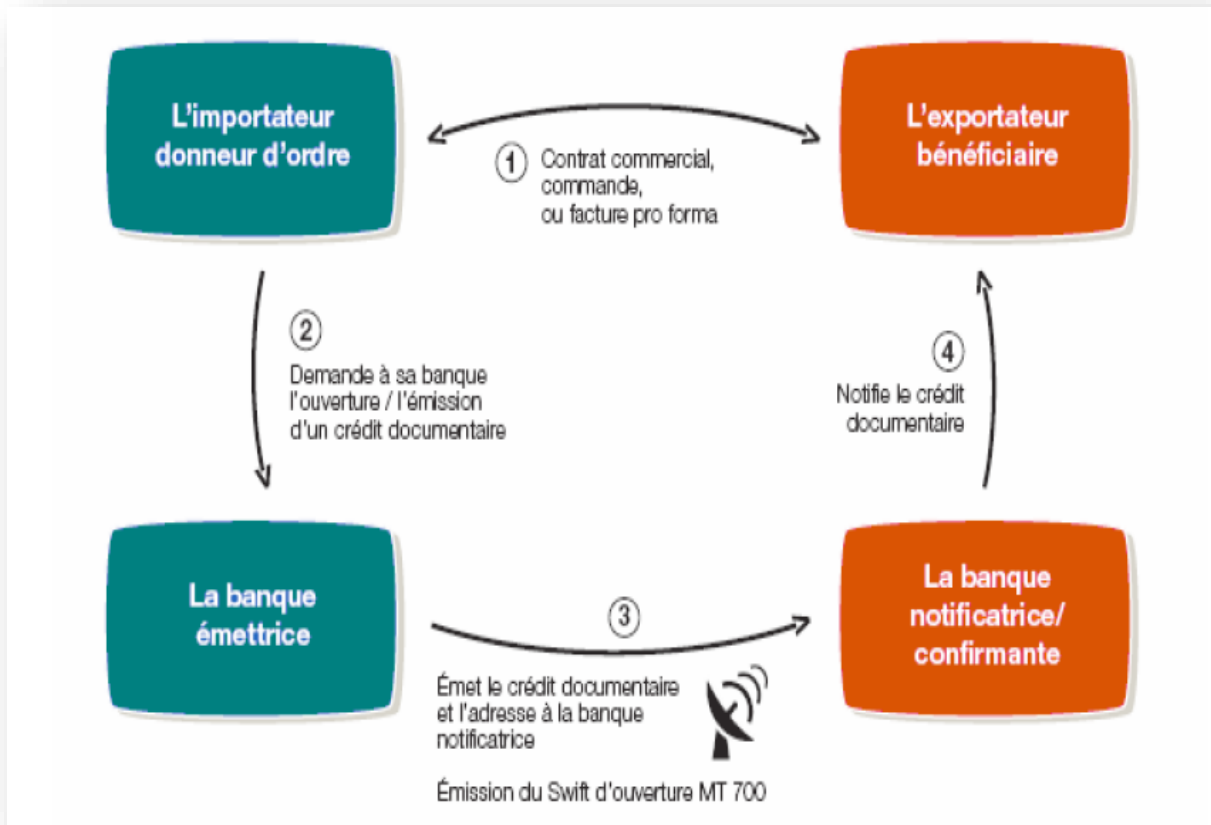 L'importateur
donneur d'ordre
L'exportateur
bénéficiaire
1
Contrat commercial,
commande,
ou facture pro forma
2
Demande à sa banque
l'ouverture / l'émission
d'un crédit documentaire
4
Notifie le crédit
documentaire
La banque
émettrice
3
La banque
notificatrice/
confirmante
Émet le crédit documentaire
et l'adresse à la banque
notificatrice
Émission du Swift d'ouverture MT 700